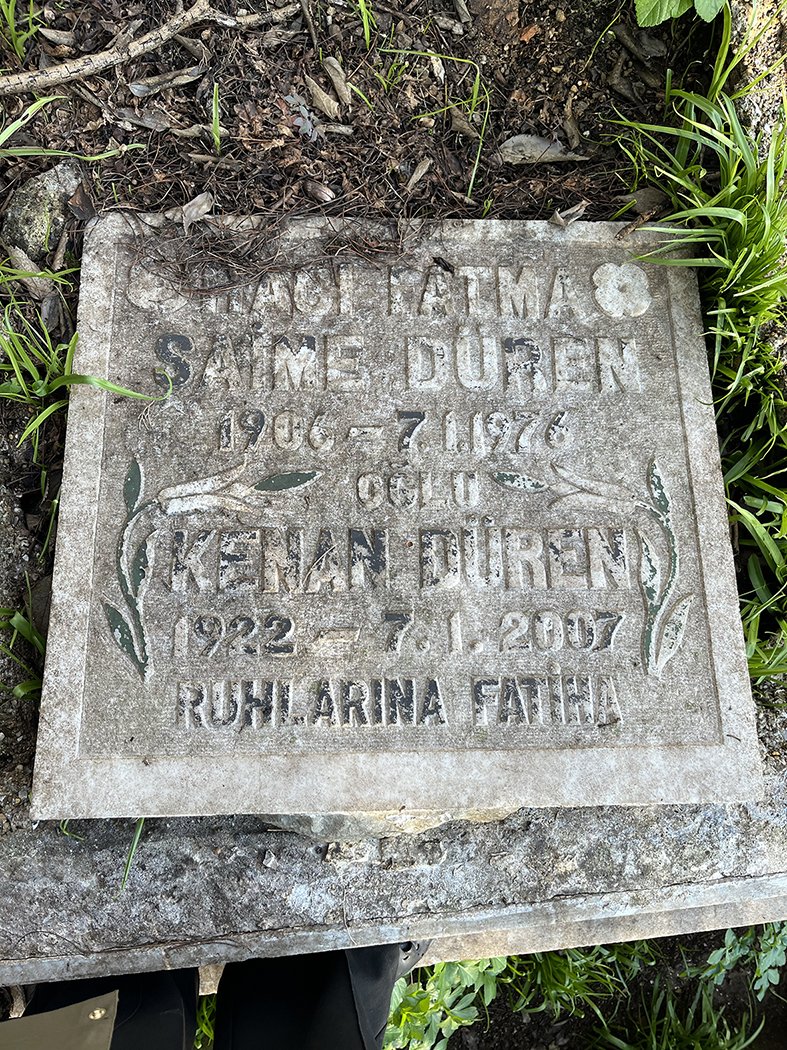 HACI FATMA
SAİME DÜREN
1906 – 7.1.1976
OĞLU
KENAN DÜREN
1922 – 7.1.2007
RUHLARINA FATİHA